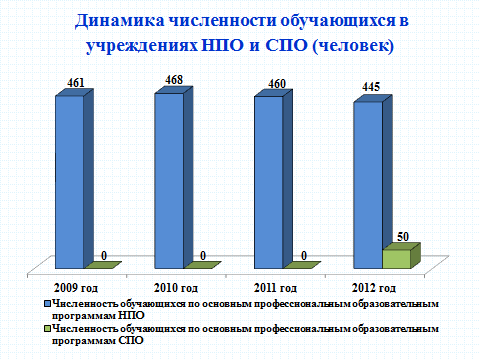 Динамика численности обучающихся в
учреждениях НПО и СПО (человек)
461
468
460
445
0
0
0
50
2009 год
2010 год
2011 год
2012 год
Численность обучающихся по основным профессиональным образовательным
программам НПО
Численность обучающихся по основным профессиональным образовательным
программам СПО